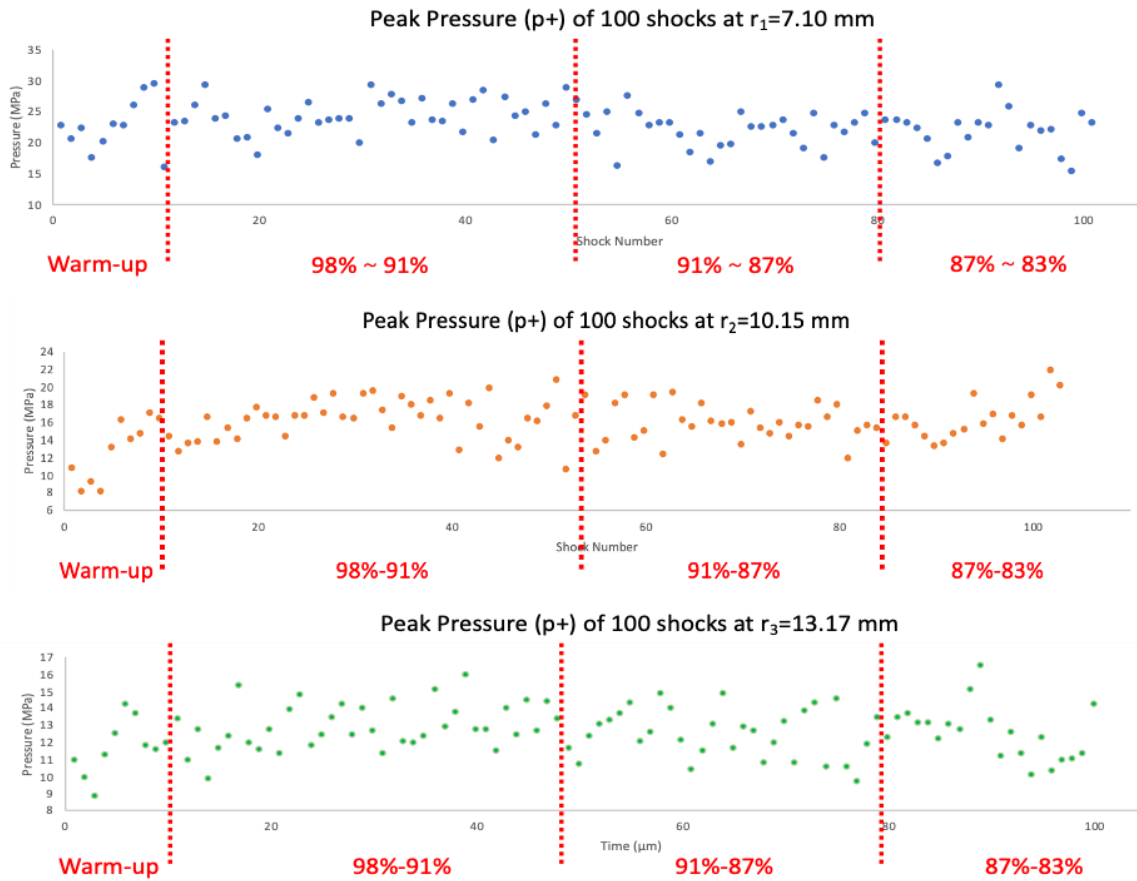 Peak Pressure (p+) of 100 shocks at r₁=7.10 mm
35
30
25
20
15
10
Pressure (MPa)
0 20 40 60 80 100
Shock Number
Warm-up 98% ~ 91% 91% ~ 87% 87% ~ 83%
Peak Pressure (p+) of 100 shocks at r₂=10.15 mm
24
22
20
18
16
14
12
10
8
6
Pressure (MPa)
0 20 40 60 80 100
Shock Number
Warm-up 98%-91% 91%-87% 87%-83%
Peak Pressure (p+) of 100 shocks at r₃=13.17 mm
17
16
15
14
13
12
11
10
9
8
Pressure (MPa)
0 20 40 60 80 100
Time (μm)
Warm-up 98%-91% 91%-87% 87%-83%